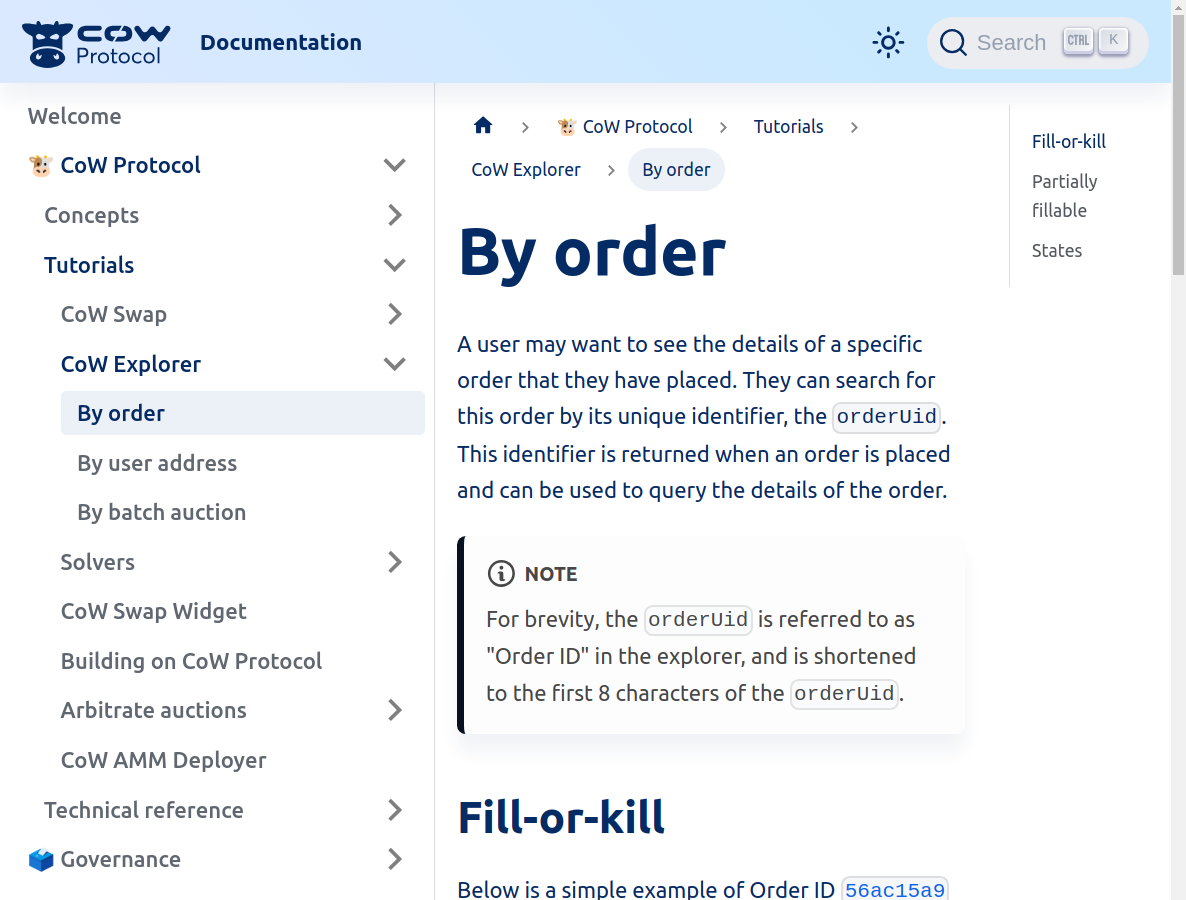 CoW Protocol Documentation Search CTRL K
Welcome
🐮 CoW Protocol
Concepts
Tutorials
CoW Swap
CoW Explorer
By order
By user address
By batch auction
Solvers
CoW Swap Widget
Building on CoW Protocol
Arbitrate auctions
CoW AMM Deployer
Technical reference
🗳️ Governance
🐮 CoW Protocol
Tutorials
CoW Explorer
By order
By order
A user may want to see the details of a specific
order that they have placed. They can search for
this order by its unique identifier, the orderUid.
This identifier is returned when an order is placed
and can be used to query the details of the order.
NOTE
For brevity, the orderUid is referred to as
"Order ID" in the explorer, and is shortened
to the first 8 characters of the orderUid.
Fill-or-kill
Below is a simple example of Order ID 56ac15a9
Fill-or-kill
Partially
fillable
States